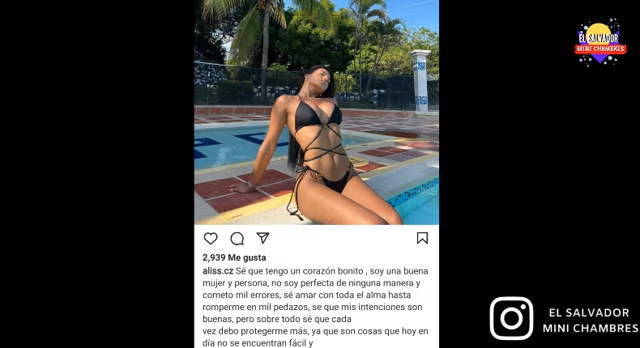 EL SALVADOR
MINI CHAMBRES
2,939 Me gusta
aliss.cz Sé que tengo un corazón bonito , soy una buena
mujer y persona, no soy perfecta de ninguna manera y
cometo mil errores, sé amar con toda el alma hasta
romperme en mil pedazos, se que mis intenciones son
buenas, pero sobre todo sé que cada
vez debo protegerme más, ya que son cosas que hoy en
día no se encuentran fácil y
EL SALVADOR
MINI CHAMBRES